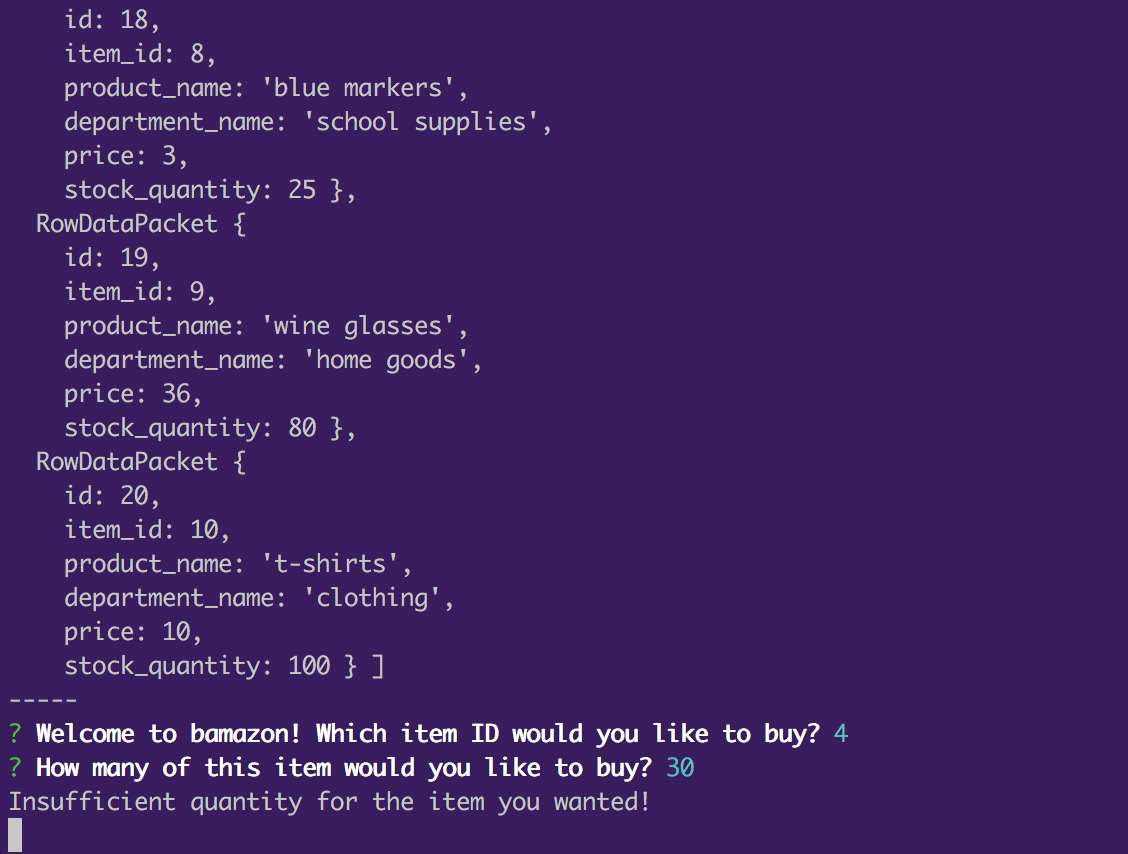 id: 18,
item_id: 8,
product_name: 'blue markers',
department_name: 'school supplies',
price: 3,
stock_quantity: 25 },
RowDataPacket {
id: 19,
item_id: 9,
product_name: 'wine glasses',
department_name: 'home goods',
price: 36,
stock_quantity: 80 },
RowDataPacket {
id: 20,
item_id: 10,
product_name: 't-shirts',
department_name: 'clothing',
price: 10,
stock_quantity: 100 } ]
-----
? Welcome to bamazon! Which item ID would you like to buy? 4
? How many of this item would you like to buy? 30
Insufficient quantity for the item you wanted!